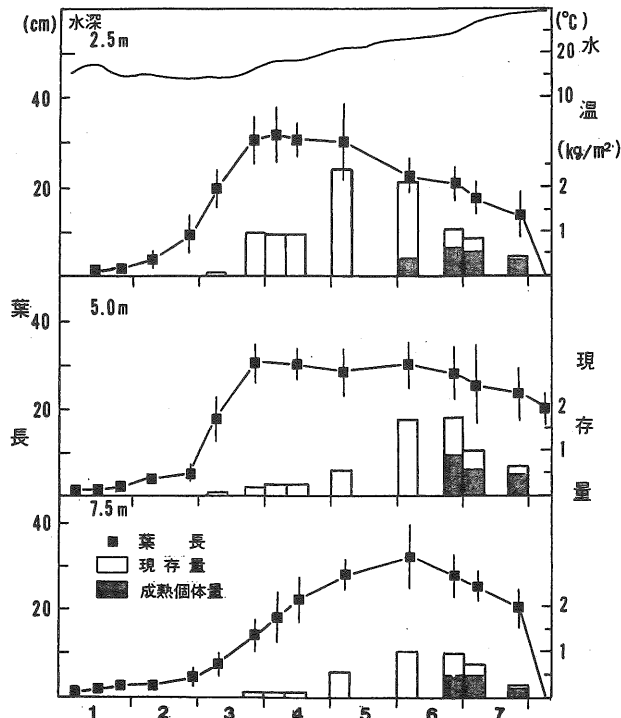 (cm) 水深 2.5m (℃)
20 水
10 温
40 (kg/m²)
20 2
1
葉 5.0m
40 現
20 2 存
長 1
量
7.5m
40
■ 葉 長
現存量
成熟個体量
20 2
1
1 2 3 4 5 6 7